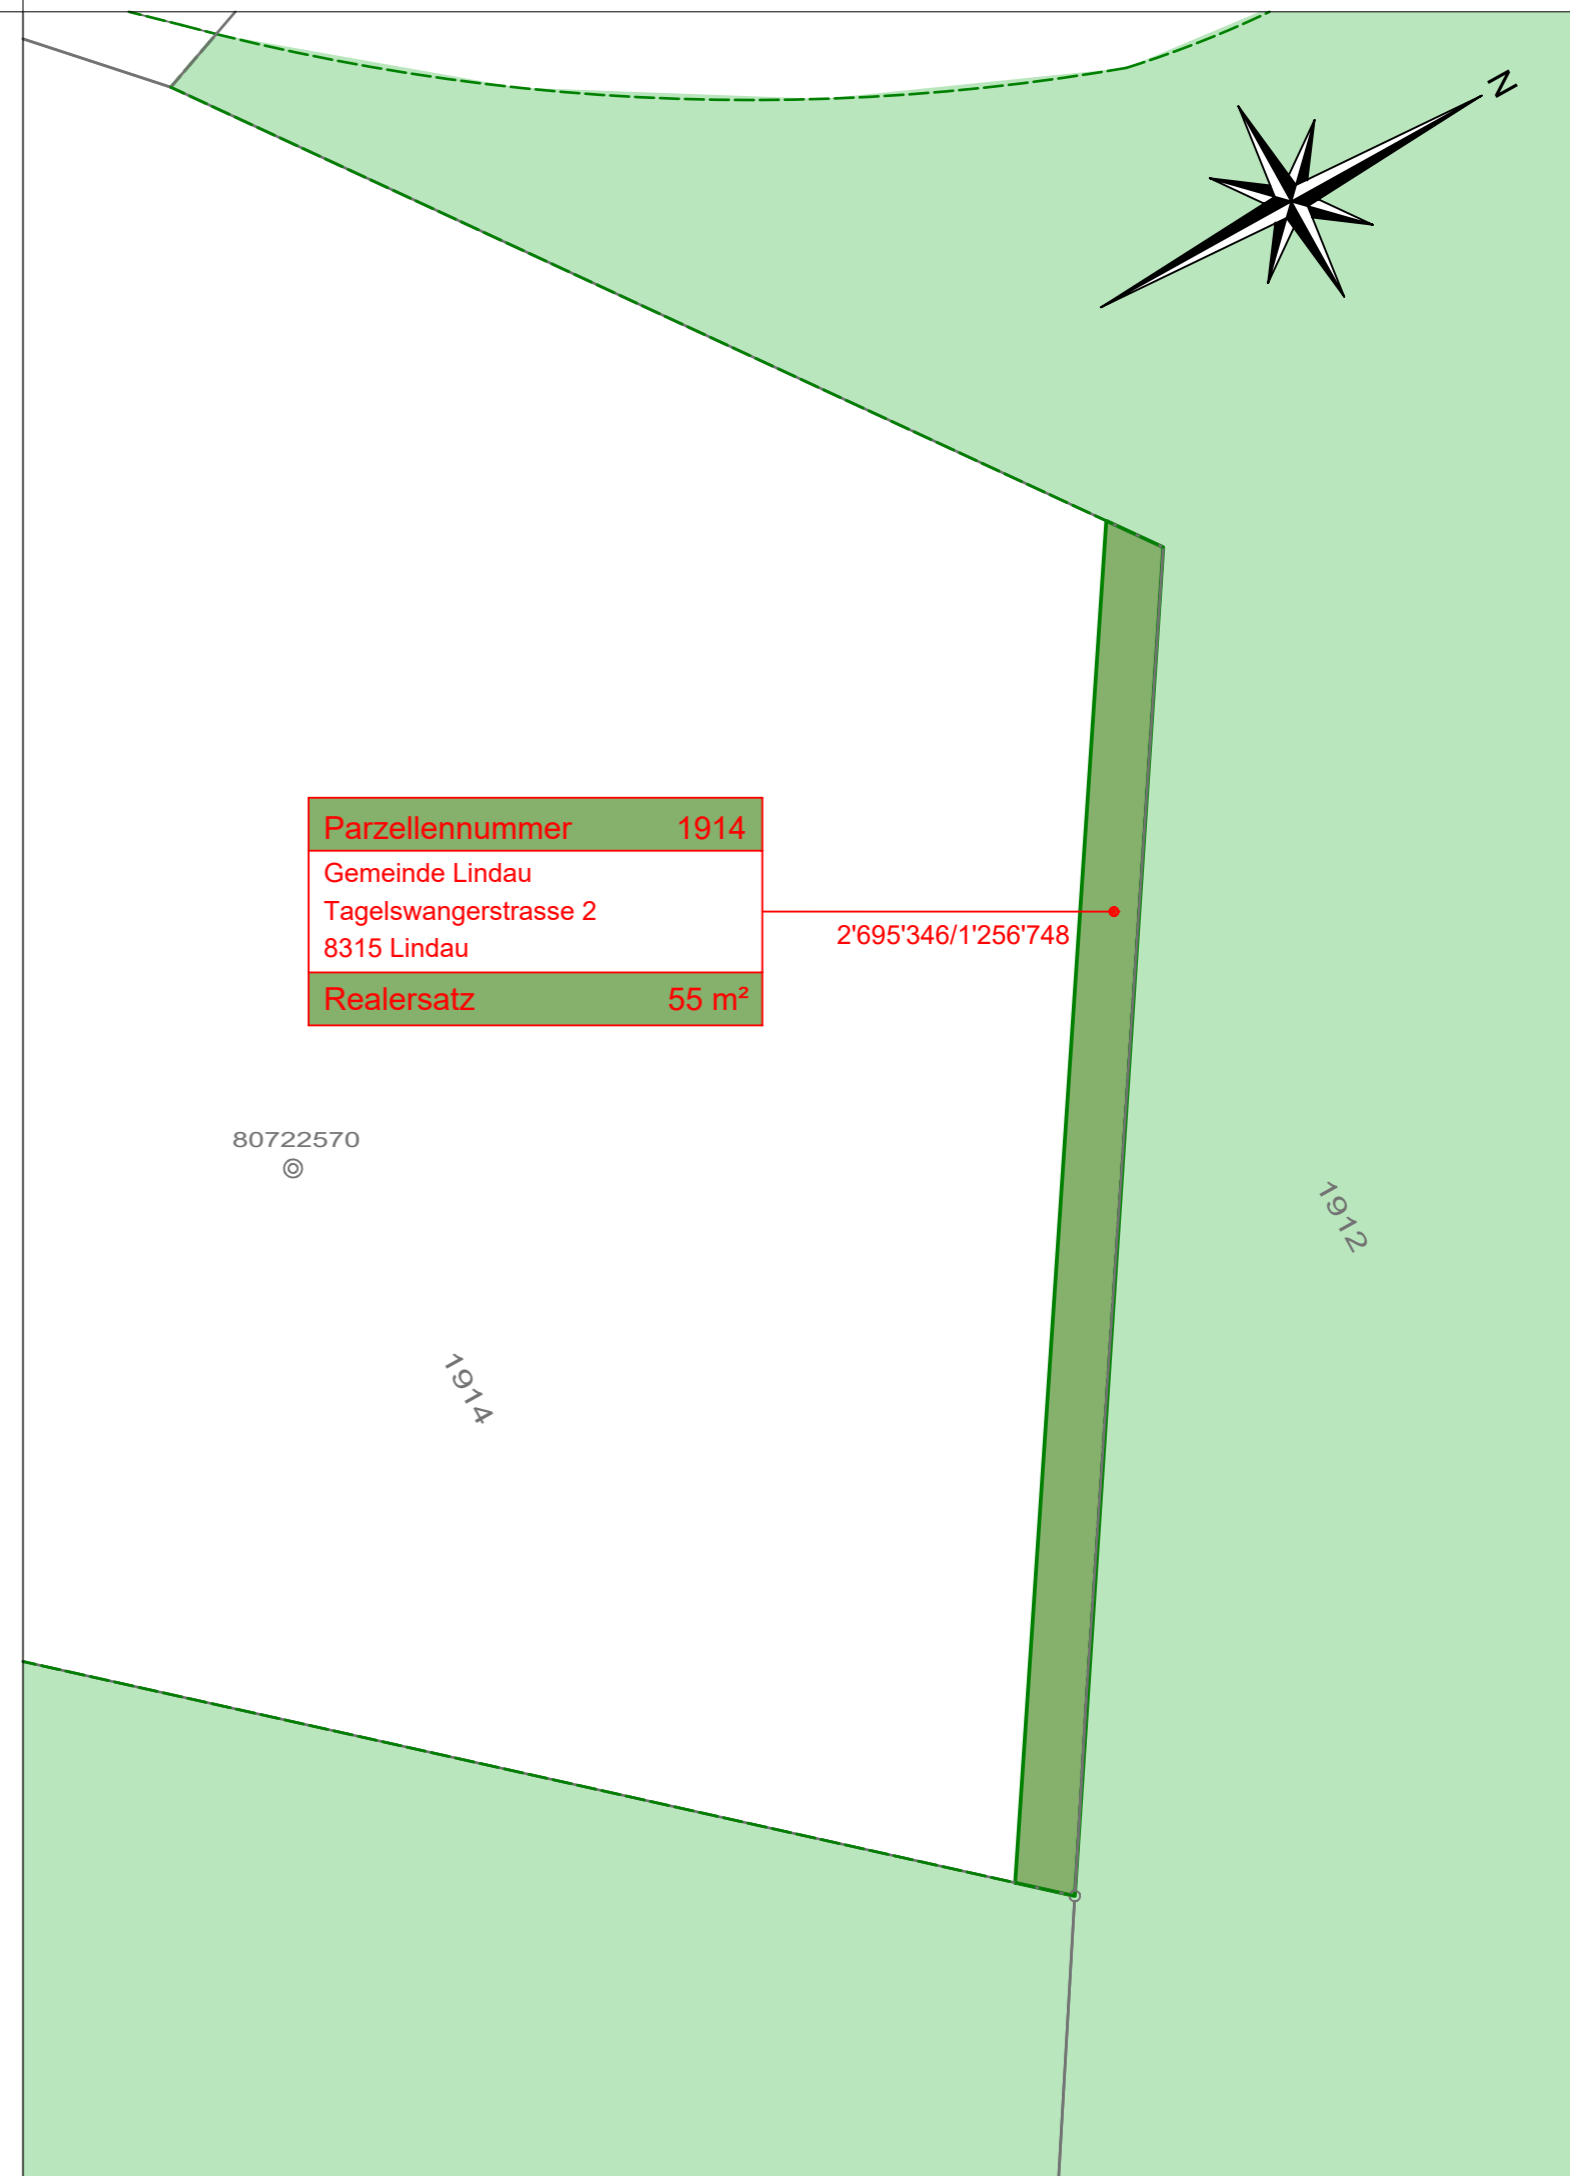 N
Parzellennummer 1914
Gemeinde Lindau
Tagelswangerstrasse 2
8315 Lindau
2'695'346/1'256'748
Realersatz 55 m²
80722570
1912
1914